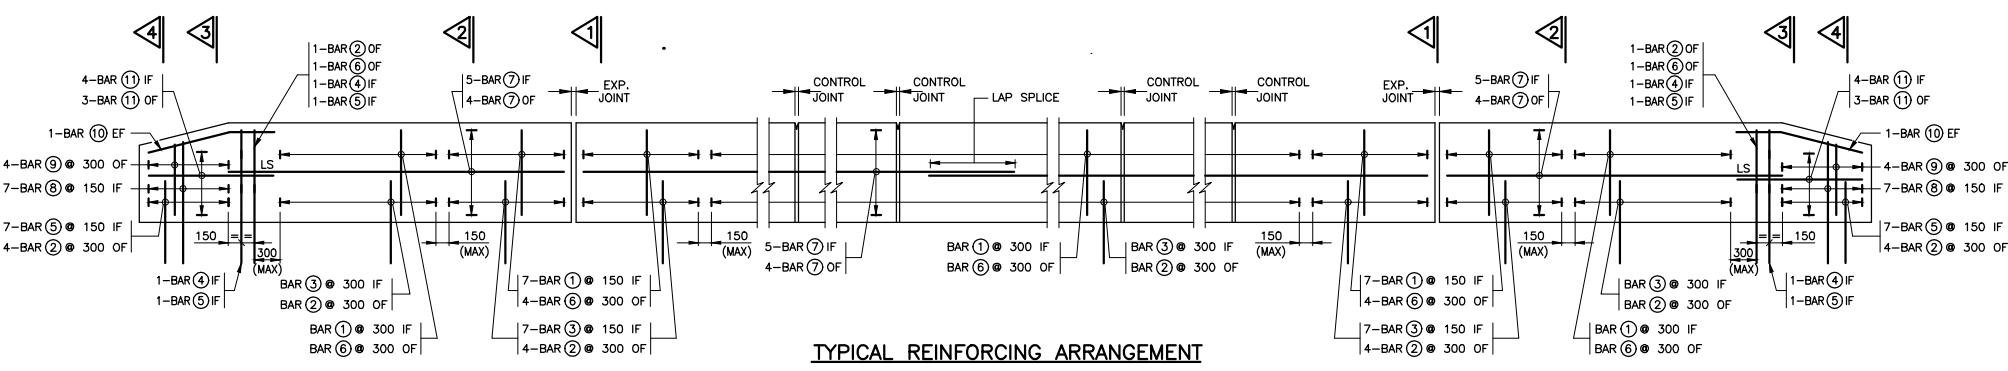 4
3
2
1
1
2
3
4
1-BAR 2 OF
1-BAR 6 OF
1-BAR 4 IF
1-BAR 5 IF
4-BAR 11 IF
3-BAR 11 OF
5-BAR 7 IF
4-BAR 7 OF
EXP.
JOINT
CONTROL
JOINT
CONTROL
JOINT
LAP SPLICE
CONTROL
JOINT
CONTROL
JOINT
EXP.
JOINT
5-BAR 7 IF
4-BAR 7 OF
1-BAR 2 OF
1-BAR 6 OF
1-BAR 4 IF
1-BAR 5 IF
4-BAR 11 IF
3-BAR 11 OF
1-BAR 10 EF
1-BAR 10 EF
4-BAR 9 @ 300 OF
LS
LS
4-BAR 9 @ 300 OF
7-BAR 8 @ 150 IF
7-BAR 8 @ 150 IF
7-BAR 5 @ 150 IF
4-BAR 2 @ 300 OF
150
= =
300
(MAX)
150
(MAX)
150
(MAX)
5-BAR 7 IF
4-BAR 7 OF
BAR 1 @ 300 IF
BAR 6 @ 300 OF
BAR 3 @ 300 IF
BAR 2 @ 300 OF
150
(MAX)
150
(MAX)
300
(MAX)
= =
150
7-BAR 5 @ 150 IF
4-BAR 2 @ 300 OF
1-BAR 4 IF
1-BAR 5 IF
BAR 3 @ 300 IF
BAR 2 @ 300 OF
7-BAR 1 @ 150 IF
4-BAR 6 @ 300 OF
7-BAR 1 @ 150 IF
4-BAR 6 @ 300 OF
BAR 3 @ 300 IF
BAR 2 @ 300 OF
1-BAR 4 IF
1-BAR 5 IF
BAR 1 @ 300 IF
BAR 6 @ 300 OF
7-BAR 3 @ 150 IF
4-BAR 2 @ 300 OF
7-BAR 3 @ 150 IF
4-BAR 2 @ 300 OF
BAR 1 @ 300 IF
BAR 6 @ 300 OF
TYPICAL REINFORCING ARRANGEMENT